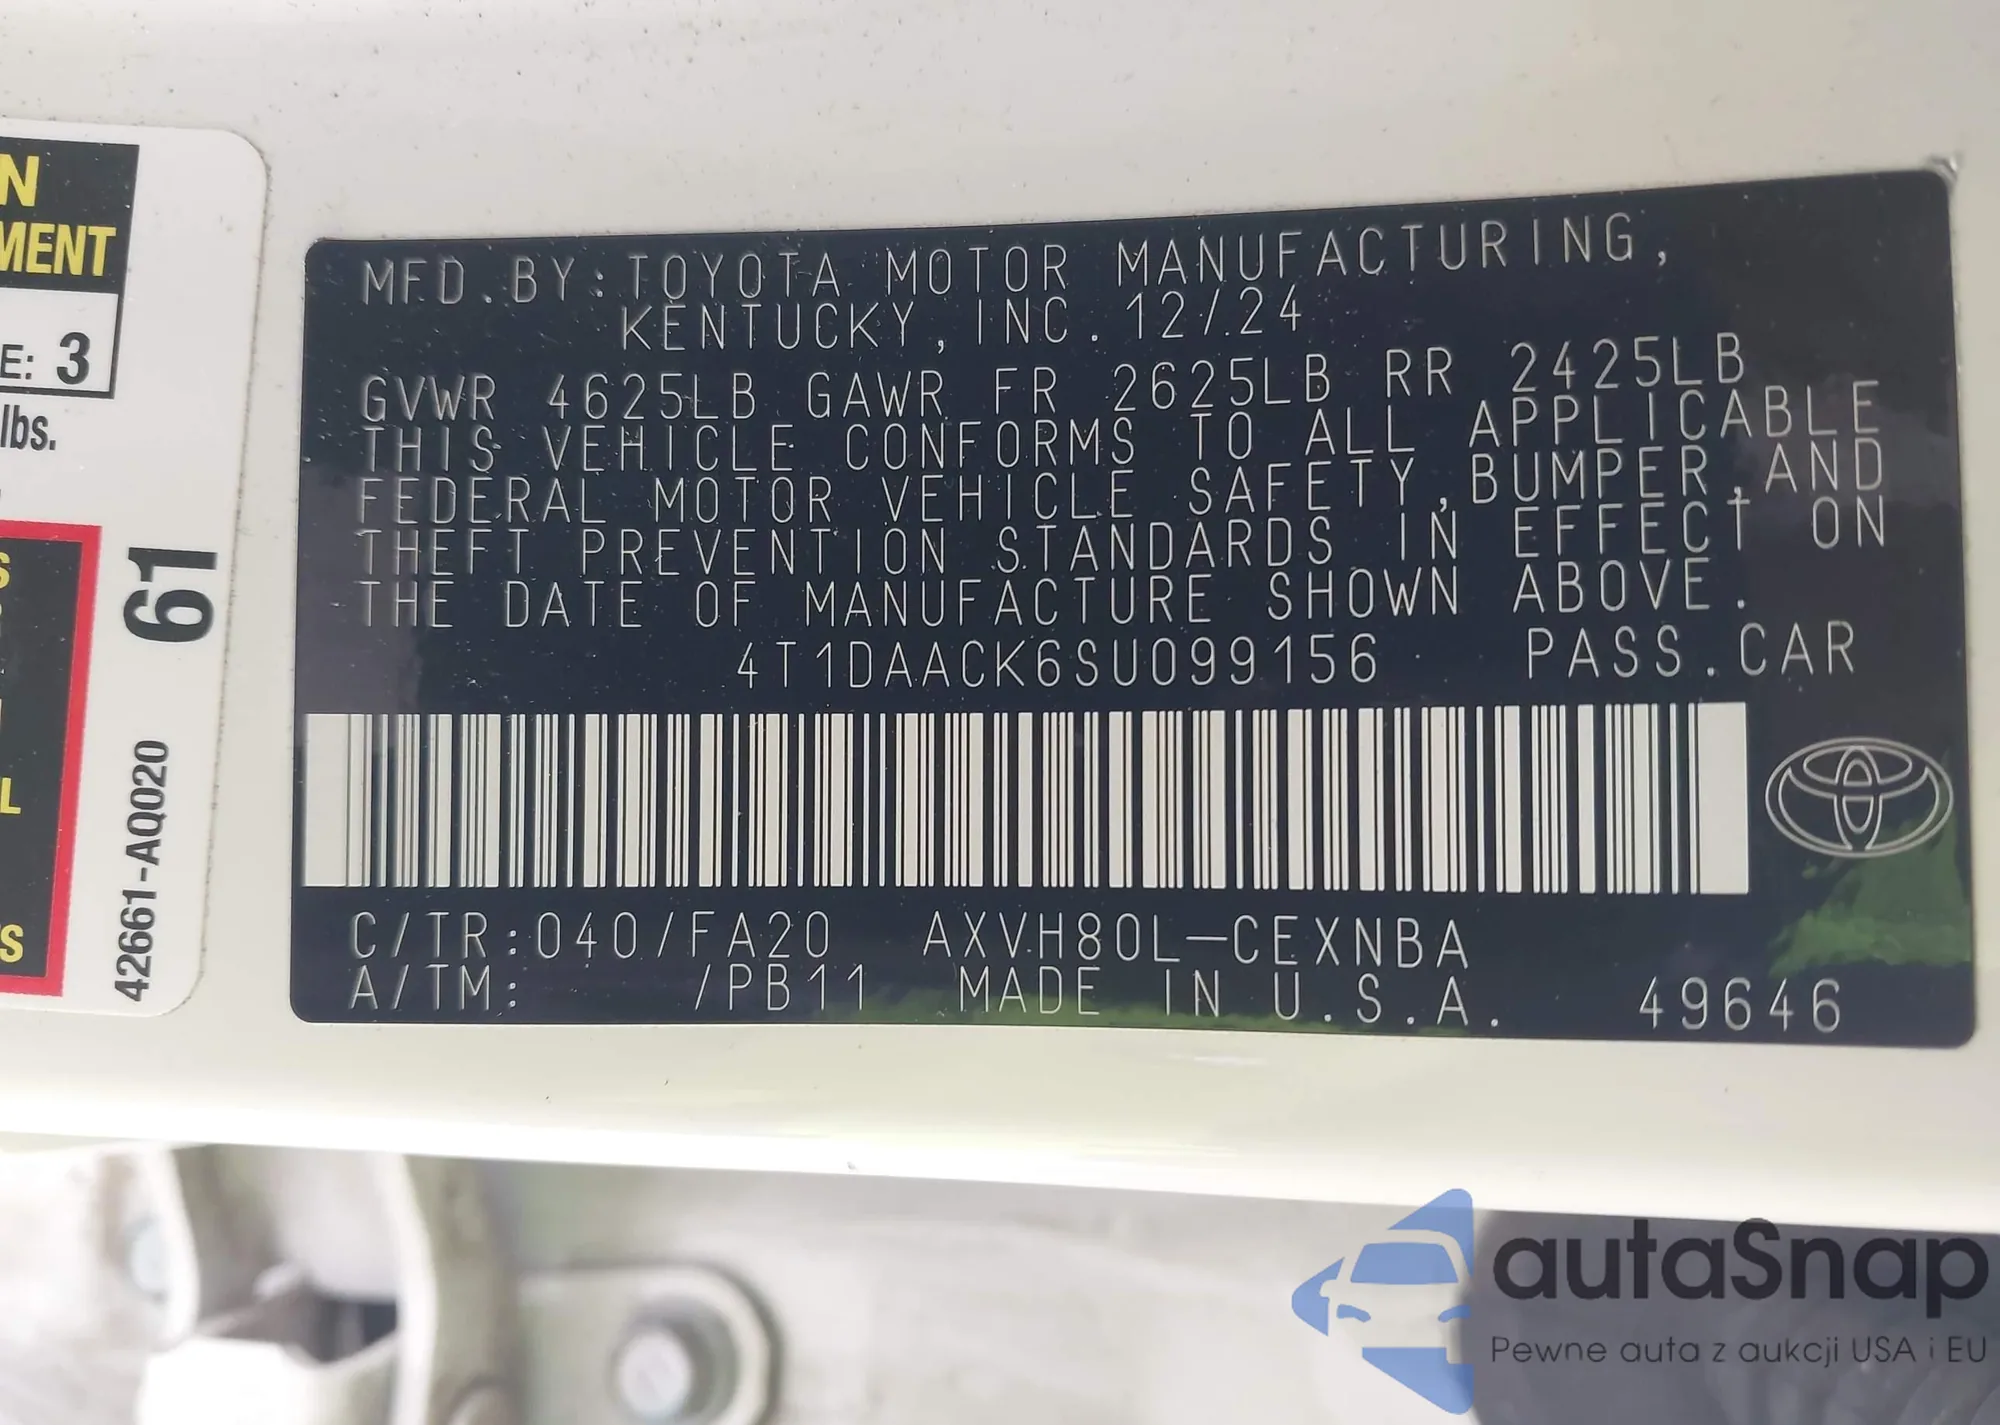 N
MENT
E: 3
lbs.
S
L
S
61
42661-AQ020
MFD.BY:TOYOTA MOTOR MANUFACTURING,
KENTUCKY,INC.12/24
GVWR 4625LB GAWR FR 2625LB RR 2425LB
THIS VEHICLE CONFORMS TO ALL APPLICABLE
FEDERAL MOTOR VEHICLE SAFETY,BUMPER,AND
THEFT PREVENTION STANDARDS IN EFFECT ON
THE DATE OF MANUFACTURE SHOWN ABOVE.
4T1DAACK6SU099156 PASS.CAR
C/TR:040/FA20 AXVH80L-CEXNBA
A/TM: /PB11 MADE IN U.S.A. 49646
autaSnap
Pewne auta z aukcji USA i EU